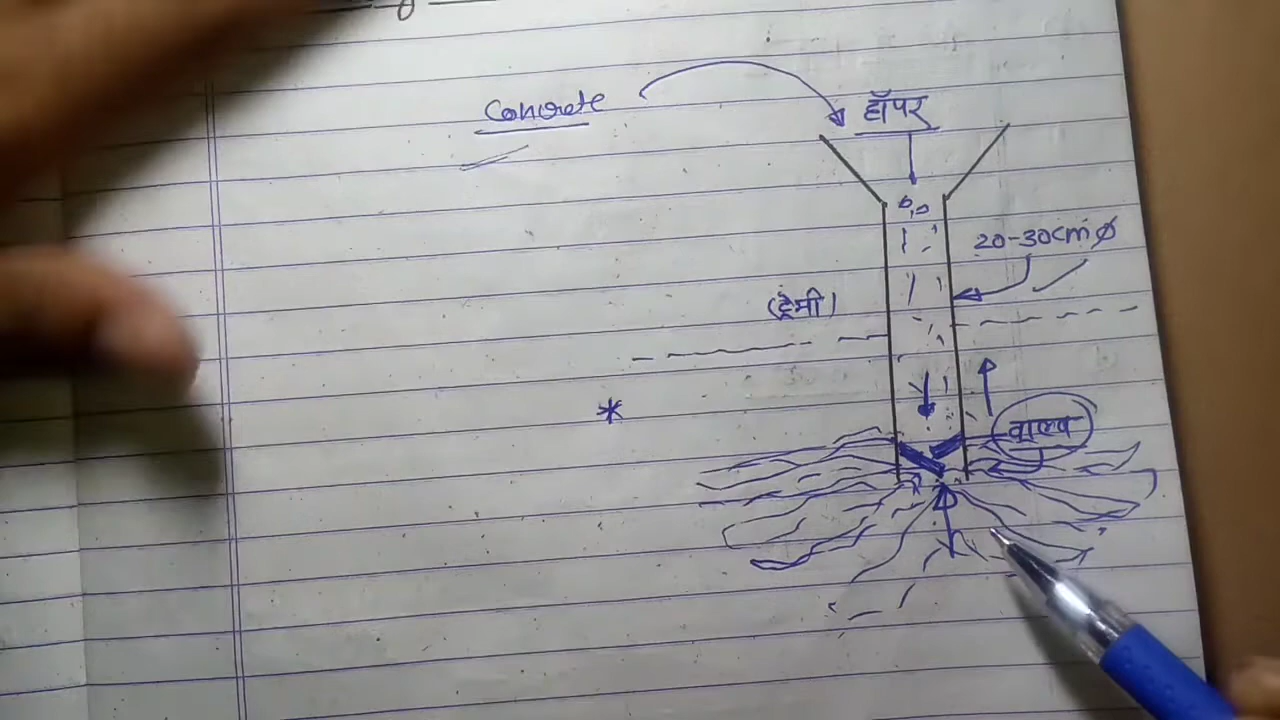 Concrete
हॉपर
20-30cm φ
(ट्रेमी)
*
वाल्व